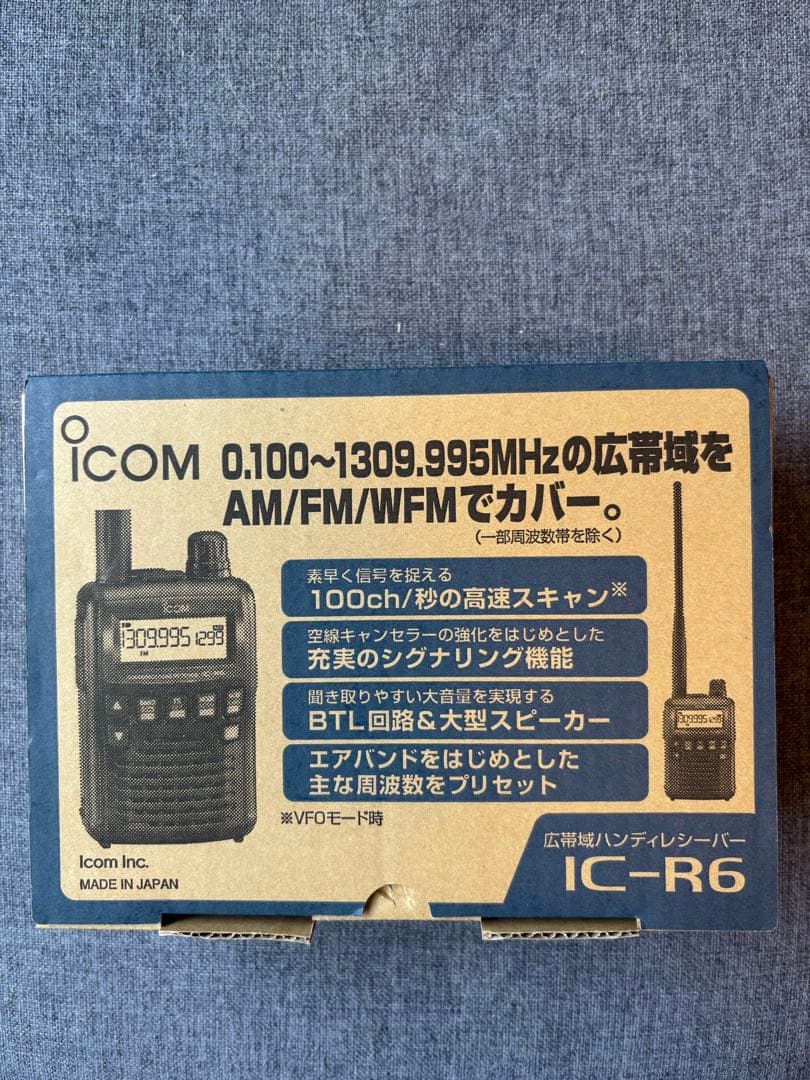 ICOM
0.100~1309.995MHzの広帯域を
AM/FM/WFMでカバー。
(一部周波数帯を除く)
素早く信号を捉える
100ch/秒の高速スキャン※
空線キャンセラーの強化をはじめとした
充実のシグナリング機能
聞き取りやすい大音量を実現する
BTL回路&大型スピーカー
エアバンドをはじめとした
主な周波数をプリセット
※VFOモード時
ICOM
1309.995 1299
FM
1309.995 1299
Icom Inc.
MADE IN JAPAN
広帯域ハンディレシーバー
IC-R6